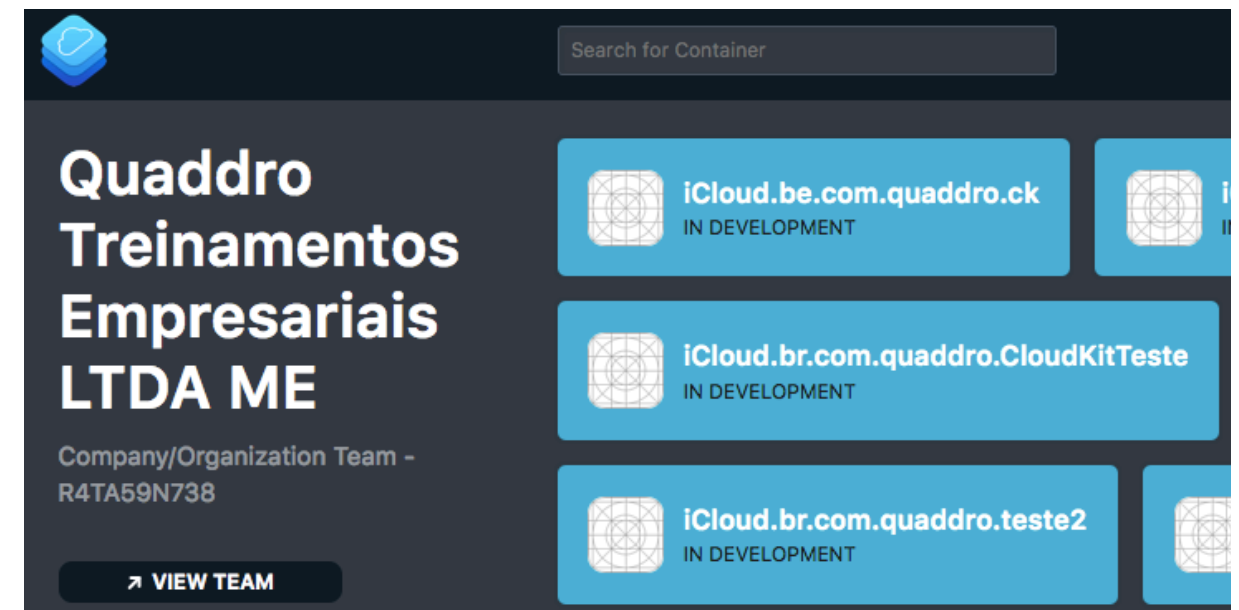 Search for Container
Quaddro
Treinamentos
Empresariais
LTDA ME
Company/Organization Team -
R4TA59N738
VIEW TEAM
iCloud.be.com.quaddro.ck
IN DEVELOPMENT
iCloud.br.com.quaddro.CloudKitTeste
IN DEVELOPMENT
iCloud.br.com.quaddro.teste2
IN DEVELOPMENT